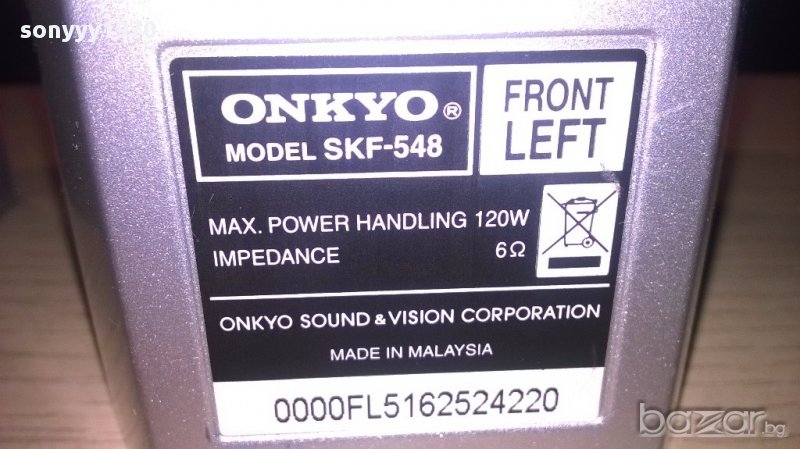 ONKYO®
MODEL SKF-548
FRONT
LEFT
MAX. POWER HANDLING 120W
IMPEDANCE 6Ω
ONKYO SOUND & VISION CORPORATION
MADE IN MALAYSIA
0000FL5162524220
bazar.bg